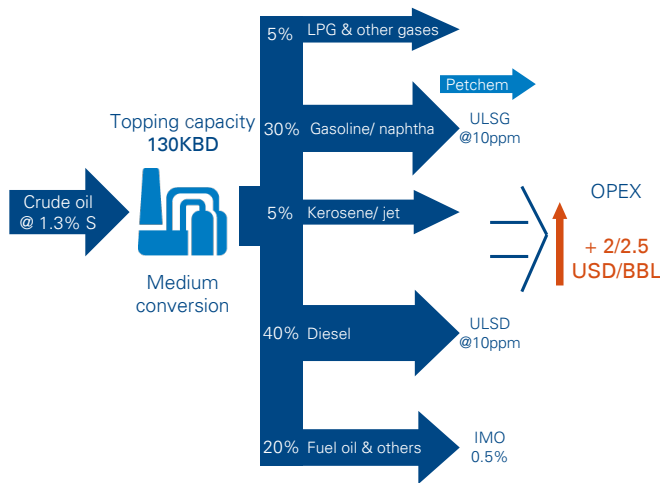 5% LPG & other gases
Petchem
Topping capacity
130KBD
30% Gasoline/ naphtha
ULSG
@10ppm
Crude oil
@ 1.3% S
5% Kerosene/ jet
OPEX
+ 2/2.5
USD/BBL
Medium
conversion
40% Diesel
ULSD
@10ppm
20% Fuel oil & others
IMO
0.5%